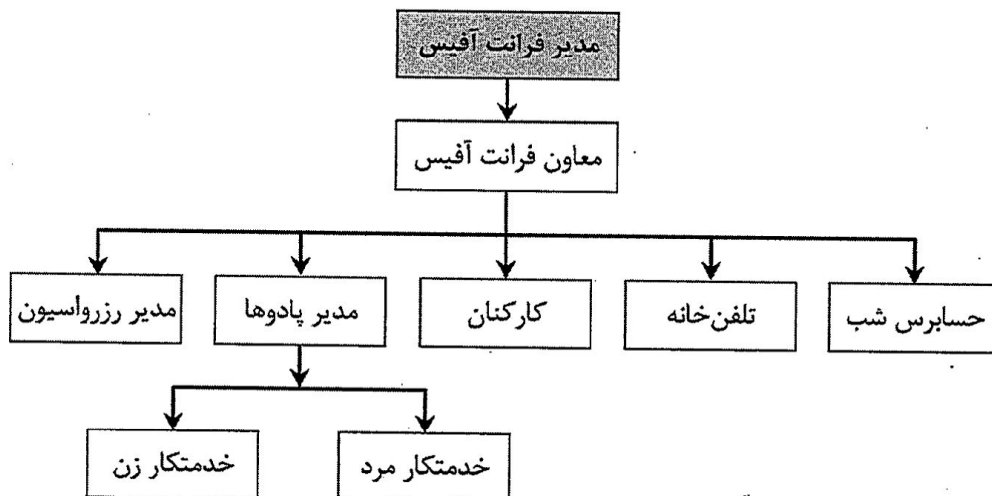 مدیر فرانت آفیس
معاون فرانت آفیس
حسابرس شب
تلفن‌خانه
کارکنان
مدیر پادوها
مدیر رزرواسیون
خدمتکار مرد
خدمتکار زن